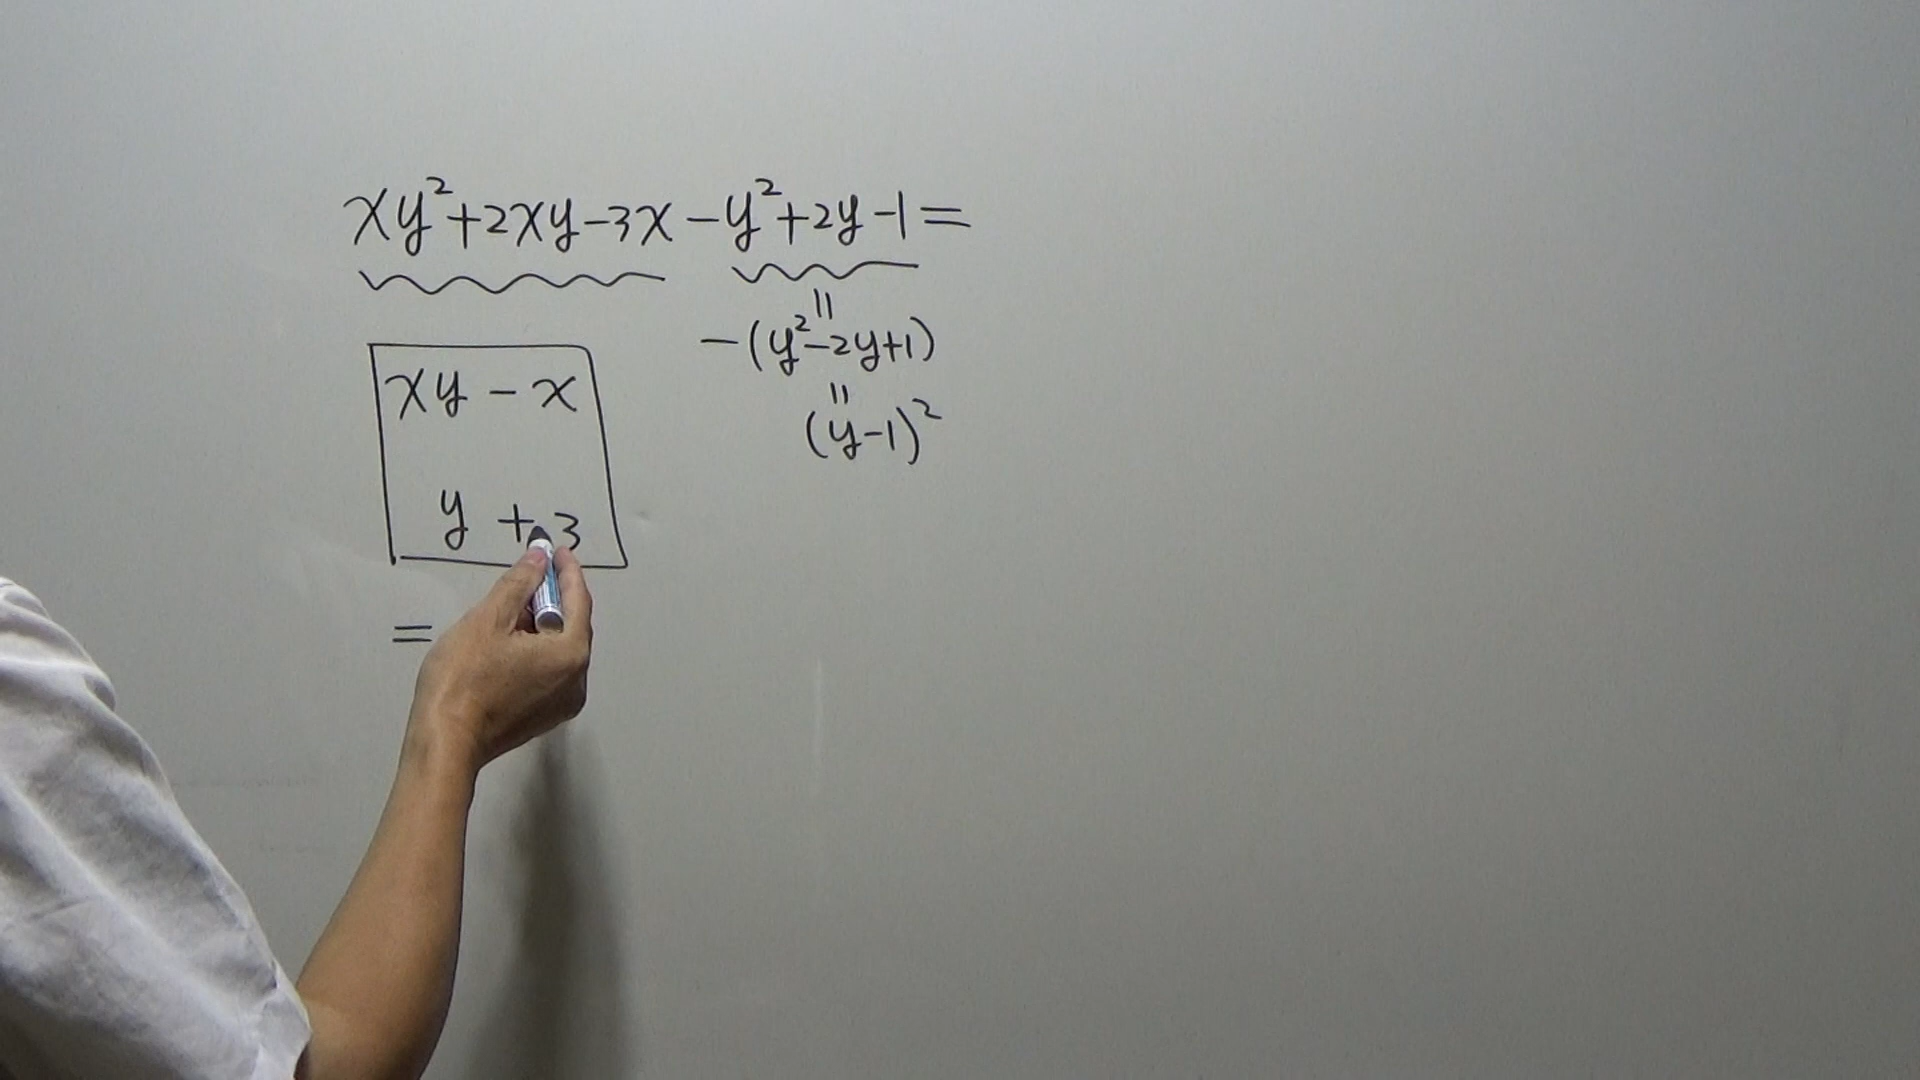 xy²+2xy-3x-y²+2y-1=
=
-(y²-2y+1)
=
(y-1)²
xy - x
y + 3
=